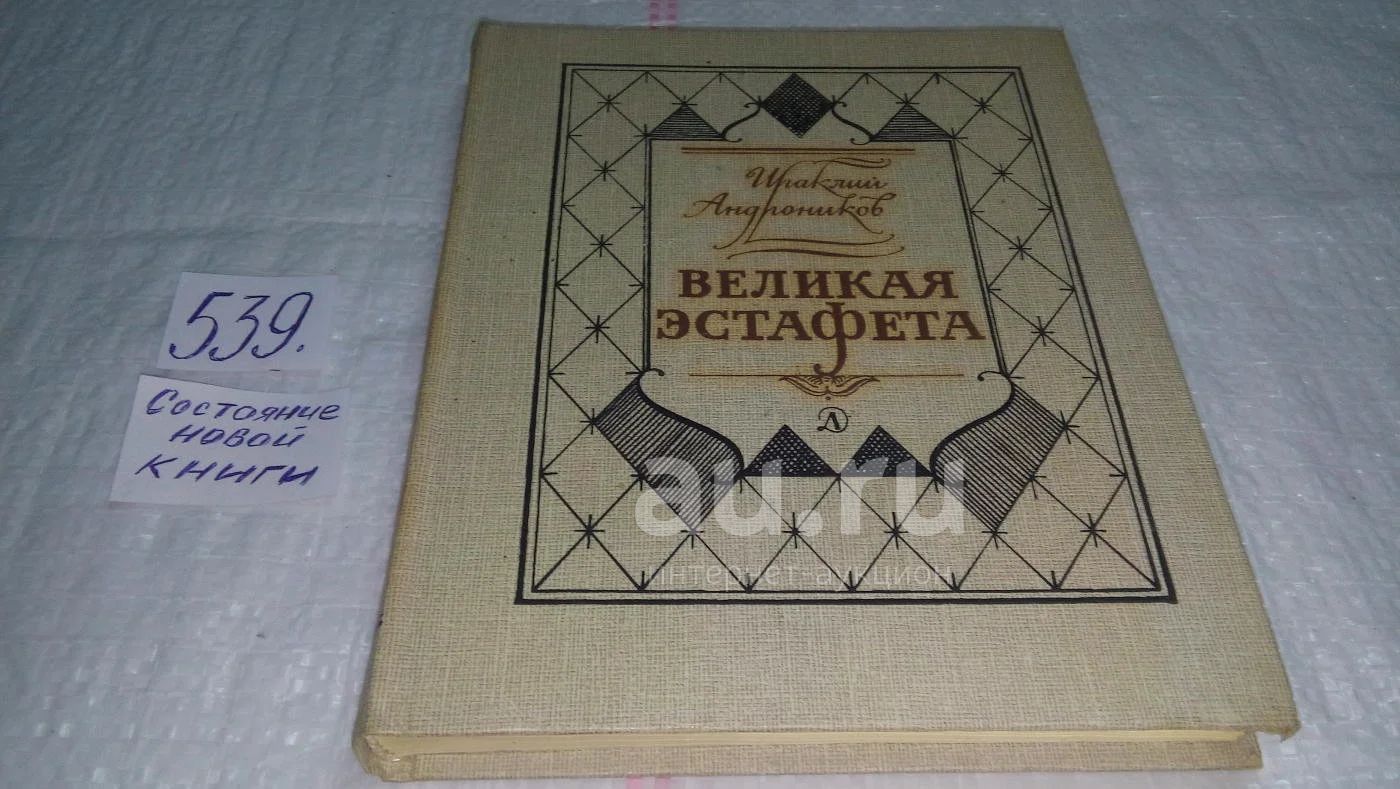 539.
Состояние
новой
книги
Ираклий
Андроников
ВЕЛИКАЯ
ЭСТАФЕТА
Д
au.ru
интернет-аукцион